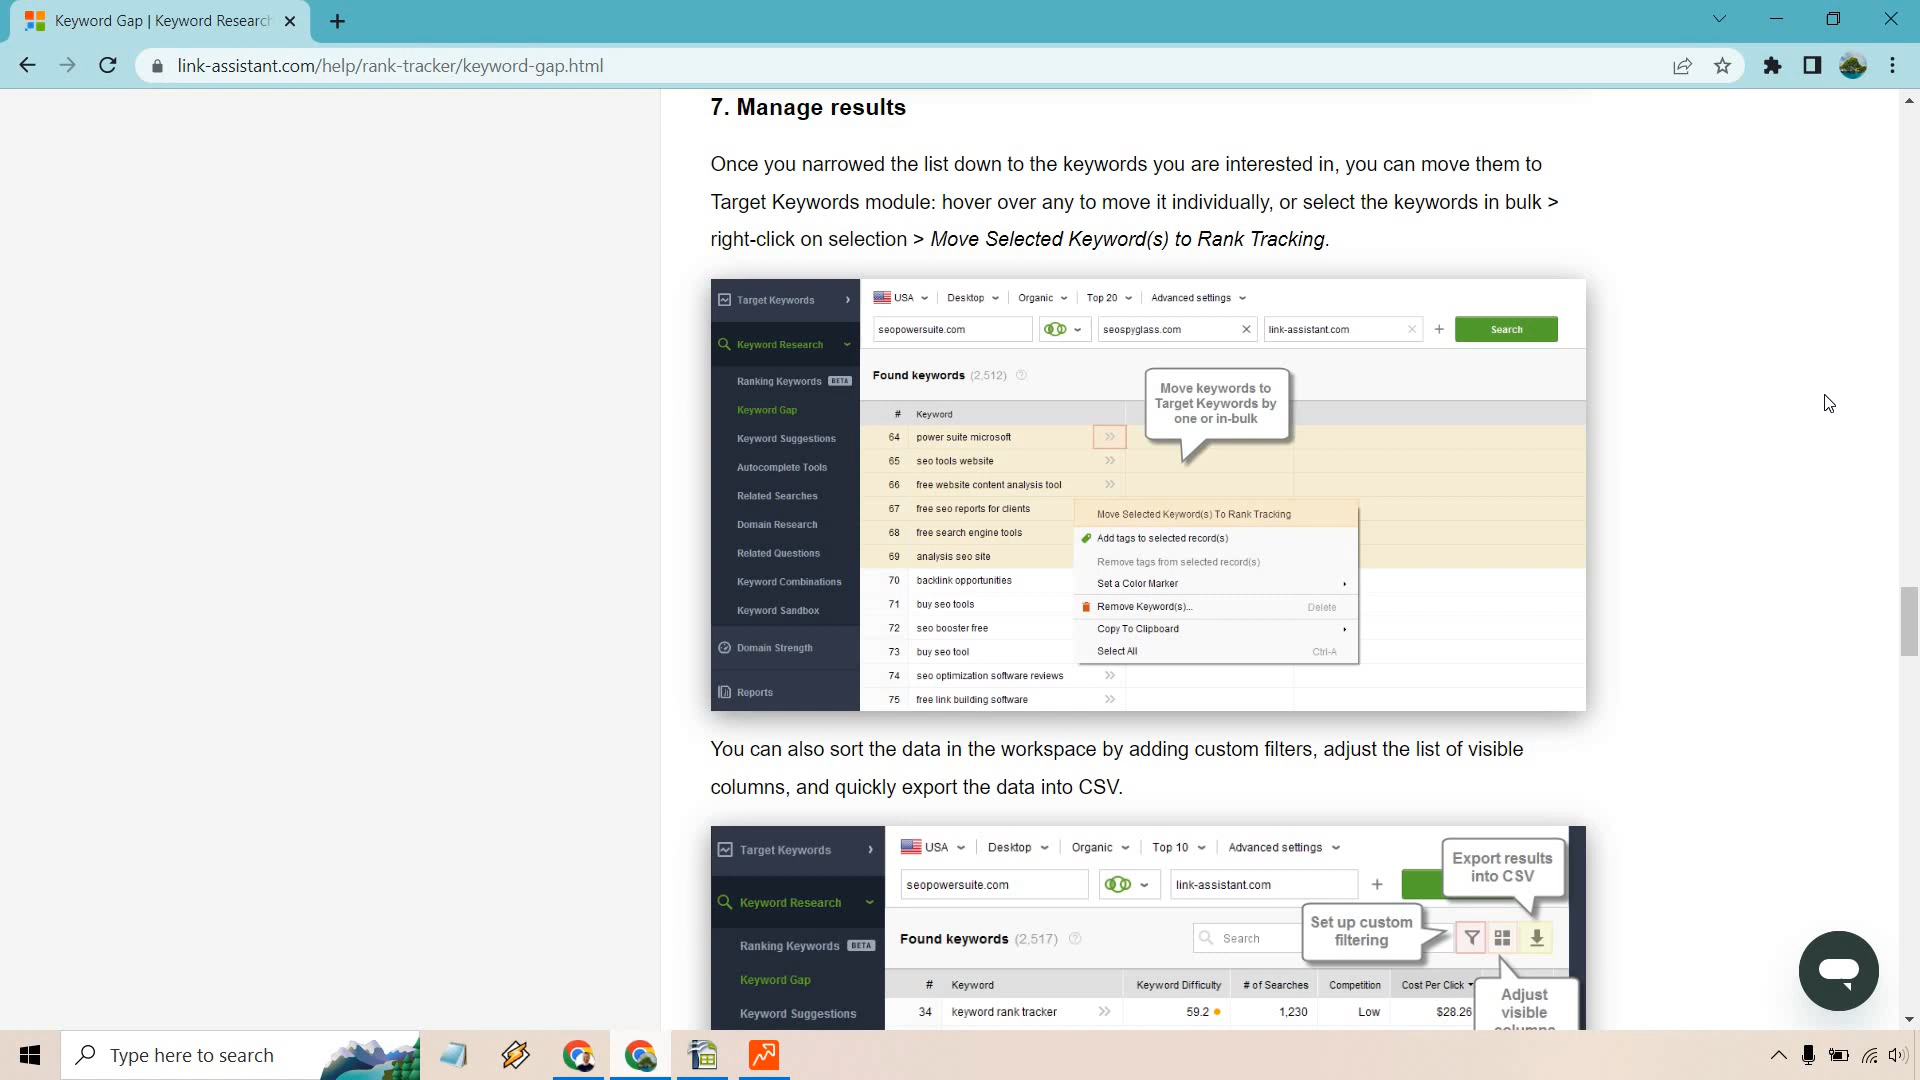 Keyword Gap | Keyword Research
link-assistant.com/help/rank-tracker/keyword-gap.html
7. Manage results
Once you narrowed the list down to the keywords you are interested in, you can move them to
Target Keywords module: hover over any to move it individually, or select the keywords in bulk >
right-click on selection > Move Selected Keyword(s) to Rank Tracking.
Target Keywords
USA Desktop Organic Top 20 Advanced settings
seopowersuite.com seospyglass.com link-assistant.com + Search
Keyword Research
Ranking Keywords BETA
Keyword Gap
Keyword Suggestions
Autocomplete Tools
Related Searches
Domain Research
Related Questions
Keyword Combinations
Keyword Sandbox
Domain Strength
Reports
Found keywords (2,512) ?
Move keywords to
Target Keywords by
one or in-bulk
# Keyword
64 power suite microsoft
65 seo tools website
66 free website content analysis tool
67 free seo reports for clients
68 free search engine tools
69 analysis seo site
70 backlink opportunities
71 buy seo tools
72 seo booster free
73 buy seo tool
74 seo optimization software reviews
75 free link building software
Move Selected Keyword(s) To Rank Tracking
Add tags to selected record(s)
Remove tags from selected record(s)
Set a Color Marker
Remove Keyword(s)... Delete
Copy To Clipboard
Select All Ctrl-A
You can also sort the data in the workspace by adding custom filters, adjust the list of visible
columns, and quickly export the data into CSV.
Target Keywords
USA Desktop Organic Top 10 Advanced settings
Export results
into CSV
seopowersuite.com link-assistant.com +
Keyword Research
Ranking Keywords BETA
Keyword Gap
Keyword Suggestions
Found keywords (2,517) ?
Search
Set up custom
filtering
# Keyword Keyword Difficulty # of Searches Competition Cost Per Click
34 keyword rank tracker 59.2 1,230 Low $28.26
Adjust
visible
columns
Type here to search